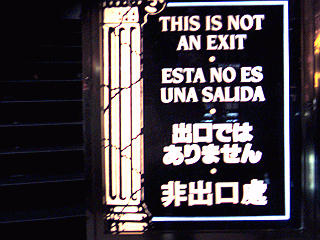 THIS IS NOT
AN EXIT
ESTA NO ES
UNA SALIDA
出口では
ありません
非出口處